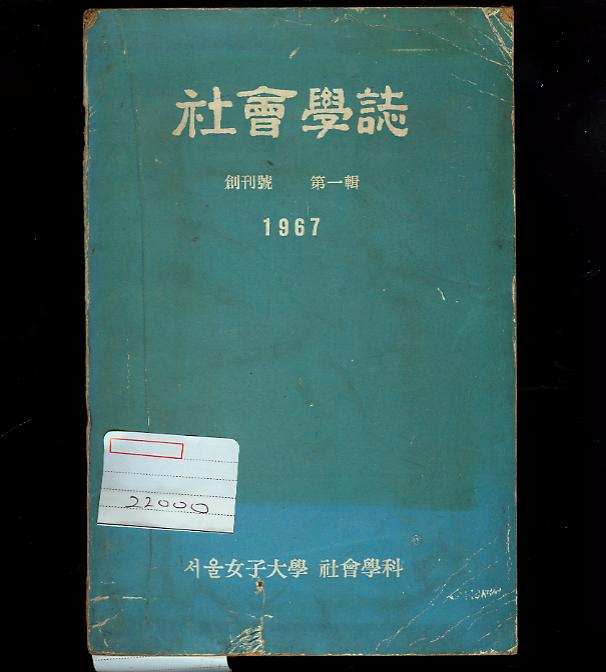 社會學誌
創刊號 第一輯
1967
22000
서울女子大學 社會學科